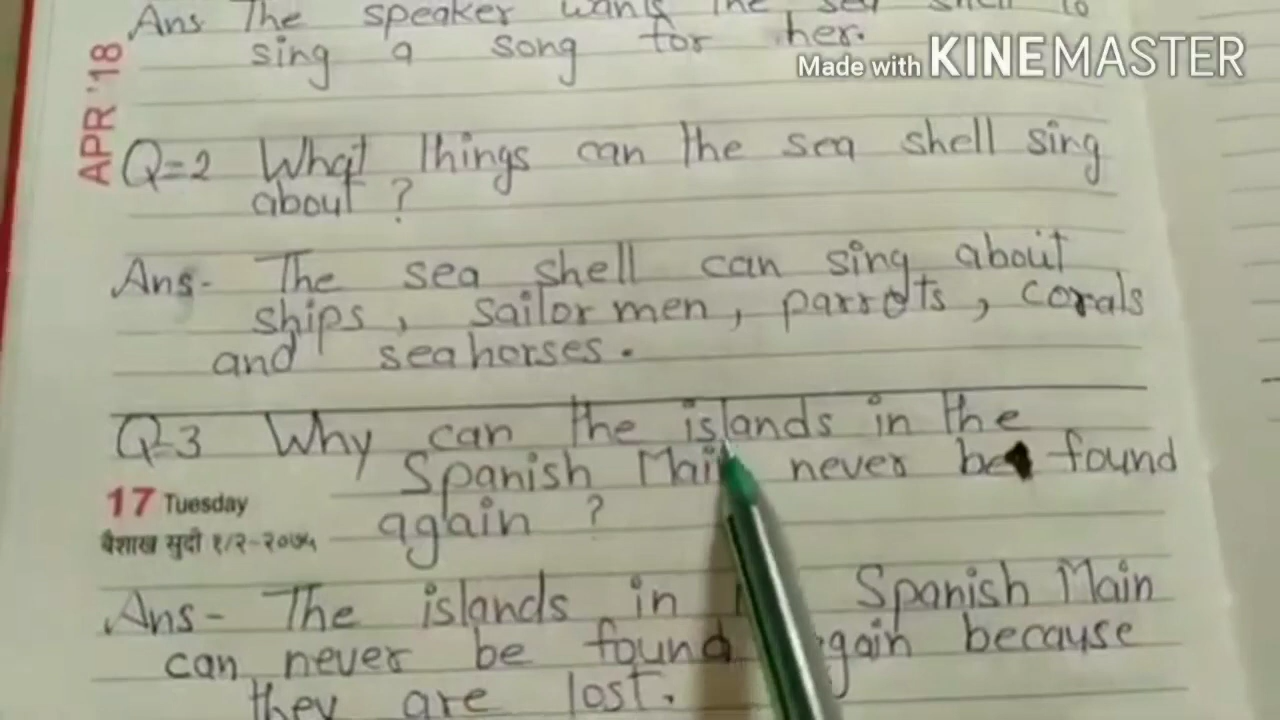 Ans The speaker wants the sea shell to
sing a song for her.
Made with KINEMASTER
APR '18
Q=2 What things can the sea shell sing
about ?
Ans- The sea shell can sing about
ships, sailor men, parrots, corals
and seahorses.
Q-3 Why can the islands in the
Spanish Main never be found
again ?
17 Tuesday
बैशाख सुदी १/२-२०७५
Ans- The islands in Spanish Main
can never be found again because
they are lost.